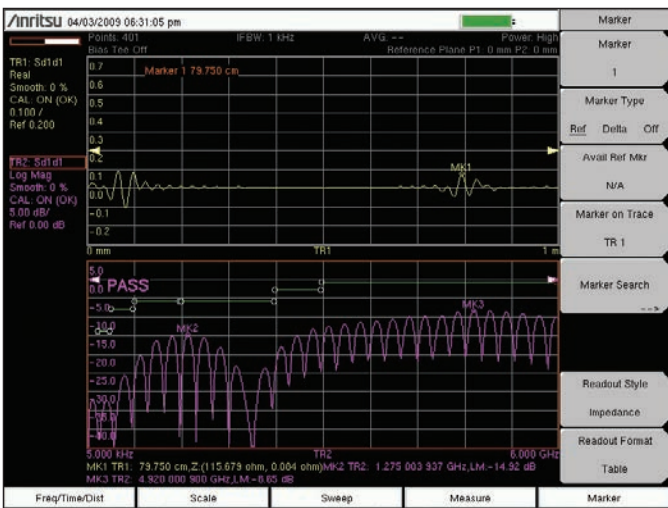 Anritsu 04/03/2009 06:31:05 pm
Marker
Points: 401 IFBW: 1 kHz AVG: -- Power: High
Bias Tee Off Reference Plane P1: 0 mm P2: 0 mm
TR1: Sd1d1
Real
Smooth: 0 %
CAL: ON (OK)
0.100 /
Ref 0.200
TR2: Sd1d1
Log Mag
Smooth: 0 %
CAL: ON (OK)
5.00 dB/
Ref 0.00 dB
0.7
Marker 1 79.750 cm
0.6
0.5
0.4
0.3
0.2
MK1
0.1
0.0
-0.1
-0.2
0 mm TR1 1 m
5.0
PASS
0.0
-5.0
MK3
-10.0
MK2
-15.0
-20.0
-25.0
-40.0
5.000 kHz TR2 6.000 GHz
MK1 TR1: 79.750 cm,Z:(115.679 ohm, 0.004 ohm)MK2 TR2: 1.275 003 937 GHz,LM:-14.92 dB
MK3 TR2: 4.920 000 900 GHz,LM:-8.65 dB
Marker
1
Marker Type
Ref Delta Off
Avail Ref Mkr
N/A
Marker on Trace
TR 1
Marker Search
-->
Readout Style
Impedance
Readout Format
Table
Freq/Time/Dist Scale Sweep Measure Marker